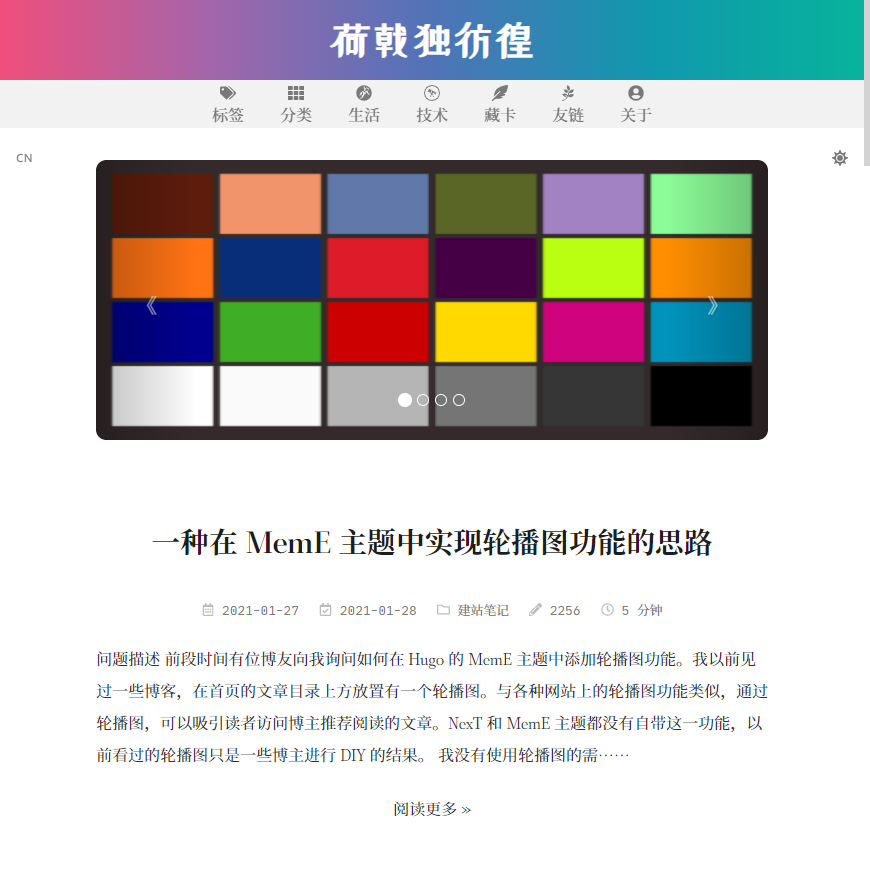 荷戟独彷徨
标签 分类 生活 技术 藏卡 友链 关于
CN
《 》
一种在 MemE 主题中实现轮播图功能的思路
2021-01-27 2021-01-28 建站笔记 2256 5 分钟
问题描述 前段时间有位博友向我询问如何在 Hugo 的 MemE 主题中添加轮播图功能。我以前见
过一些博客，在首页的文章目录上方放置有一个轮播图。与各种网站上的轮播图功能类似，通过
轮播图，可以吸引读者访问博主推荐阅读的文章。NexT 和 MemE 主题都没有自带这一功能，以
前看过的轮播图只是一些博主进行 DIY 的结果。 我没有使用轮播图的需……
阅读更多 »